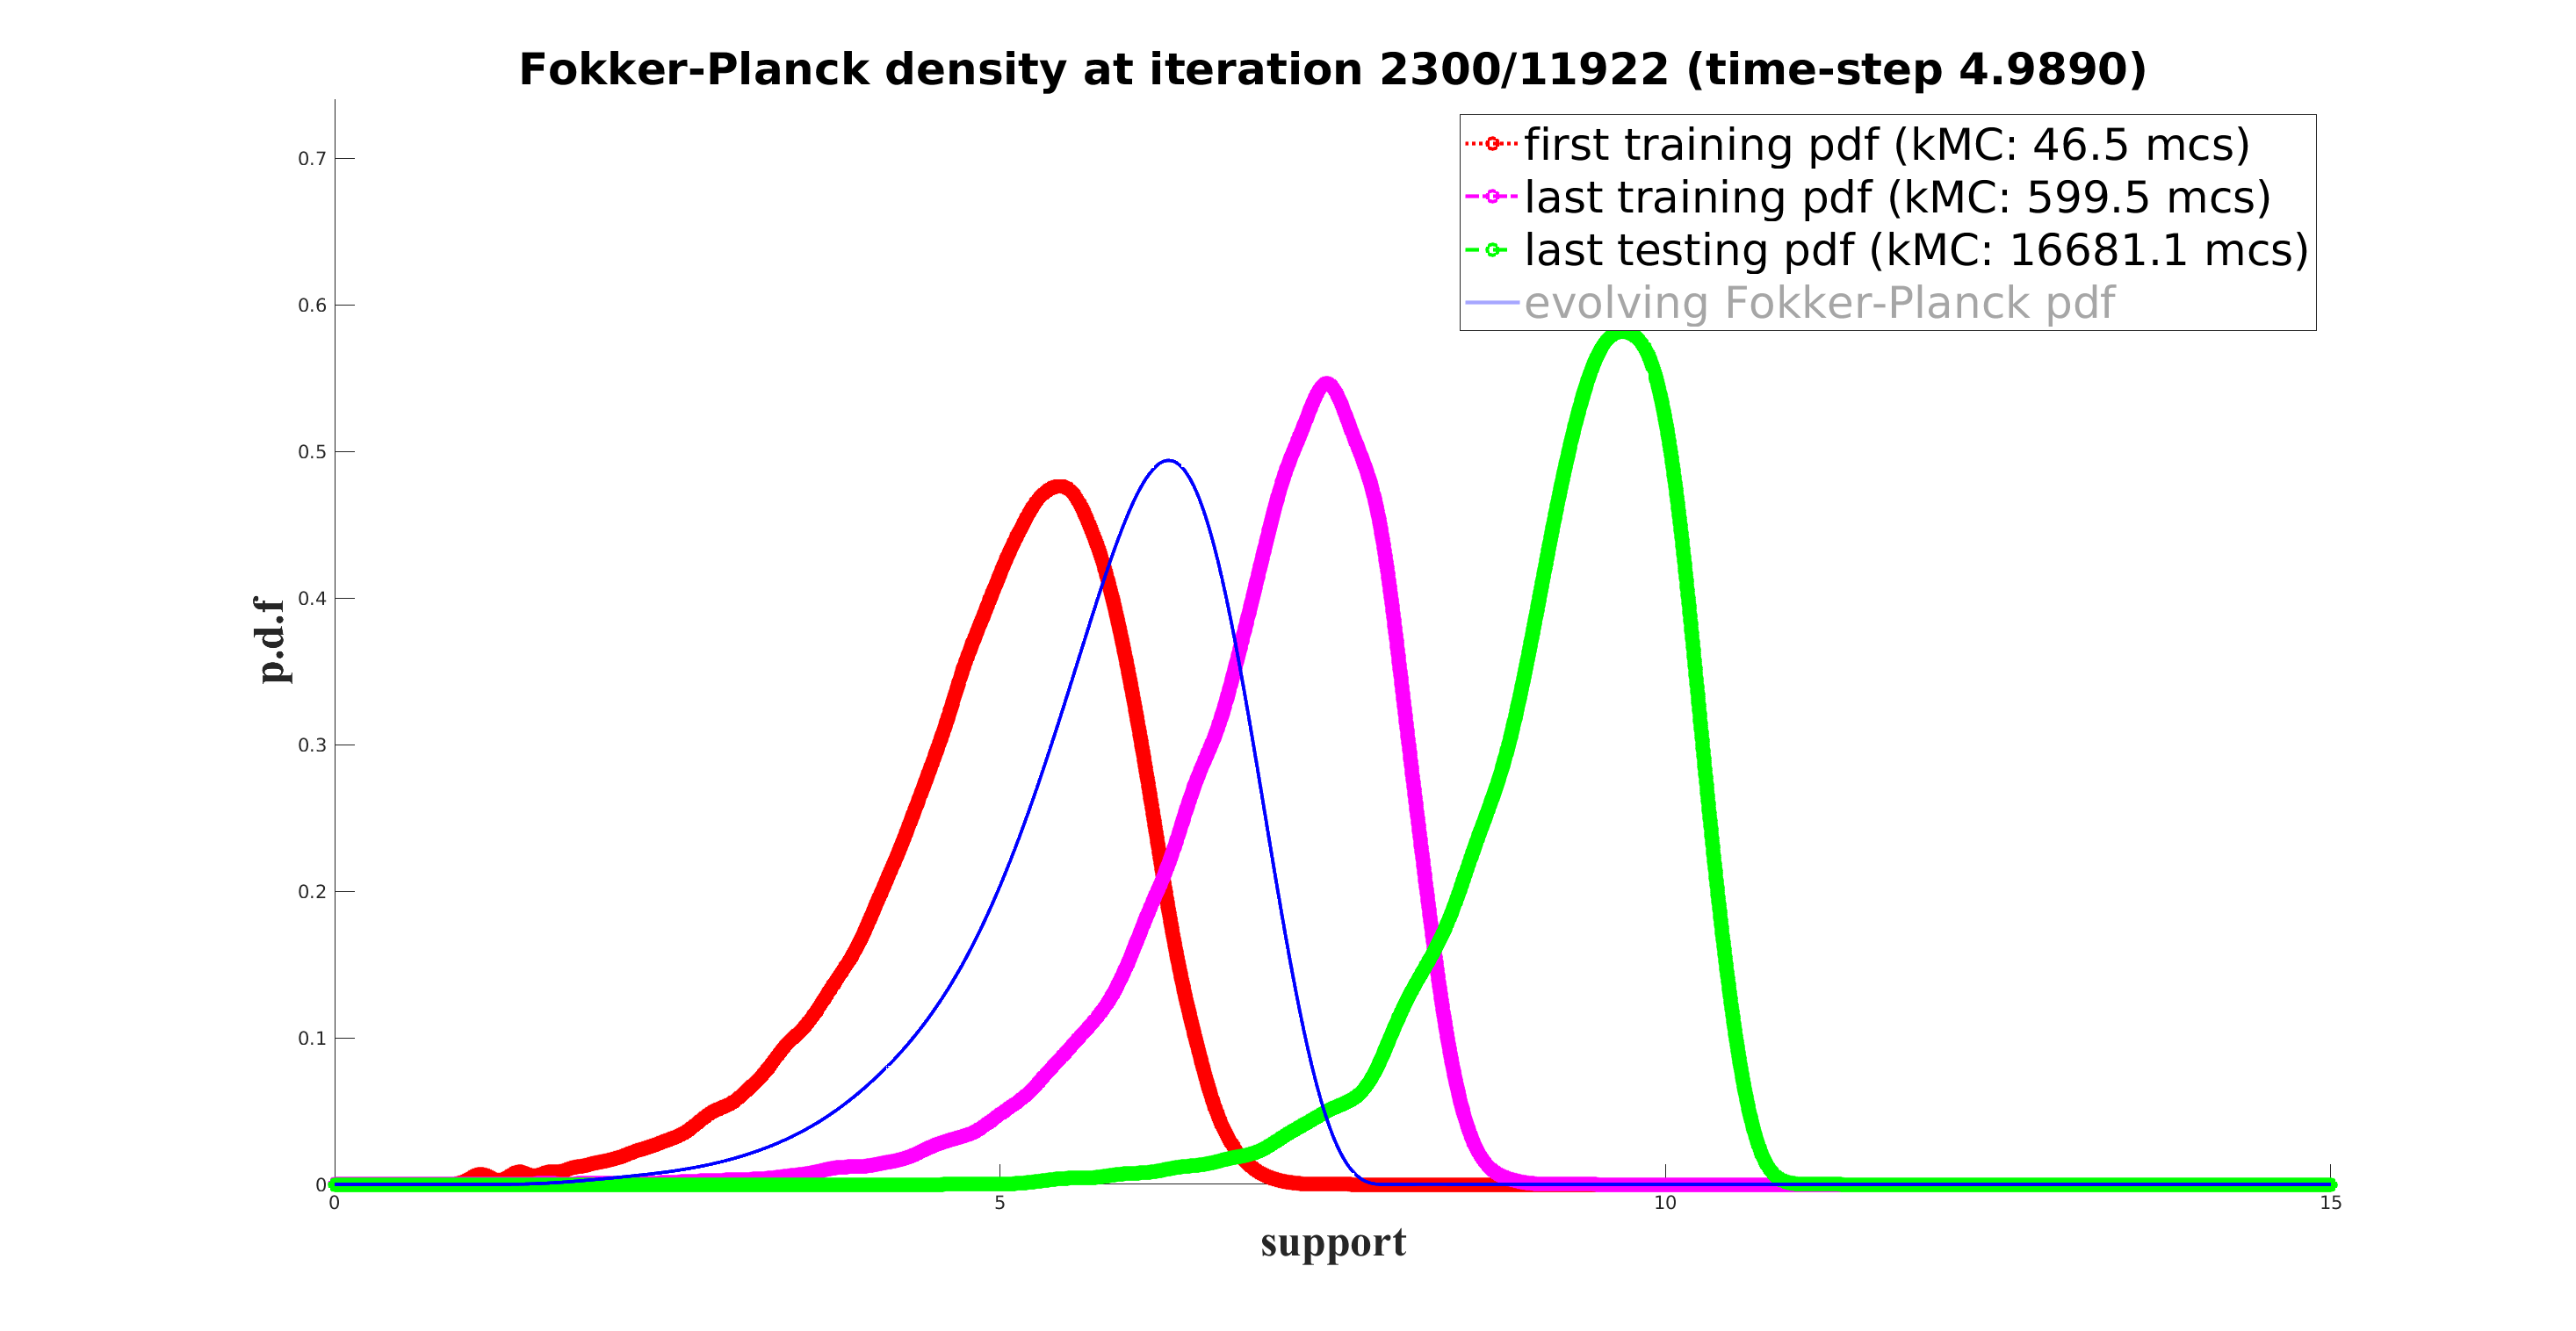 Fokker-Planck density at iteration 2300/11922 (time-step 4.9890)
first training pdf (kMC: 46.5 mcs)
last training pdf (kMC: 599.5 mcs)
last testing pdf (kMC: 16681.1 mcs)
evolving Fokker-Planck pdf
p.d.f
0.7
0.6
0.5
0.4
0.3
0.2
0.1
0
0 5 10 15
support